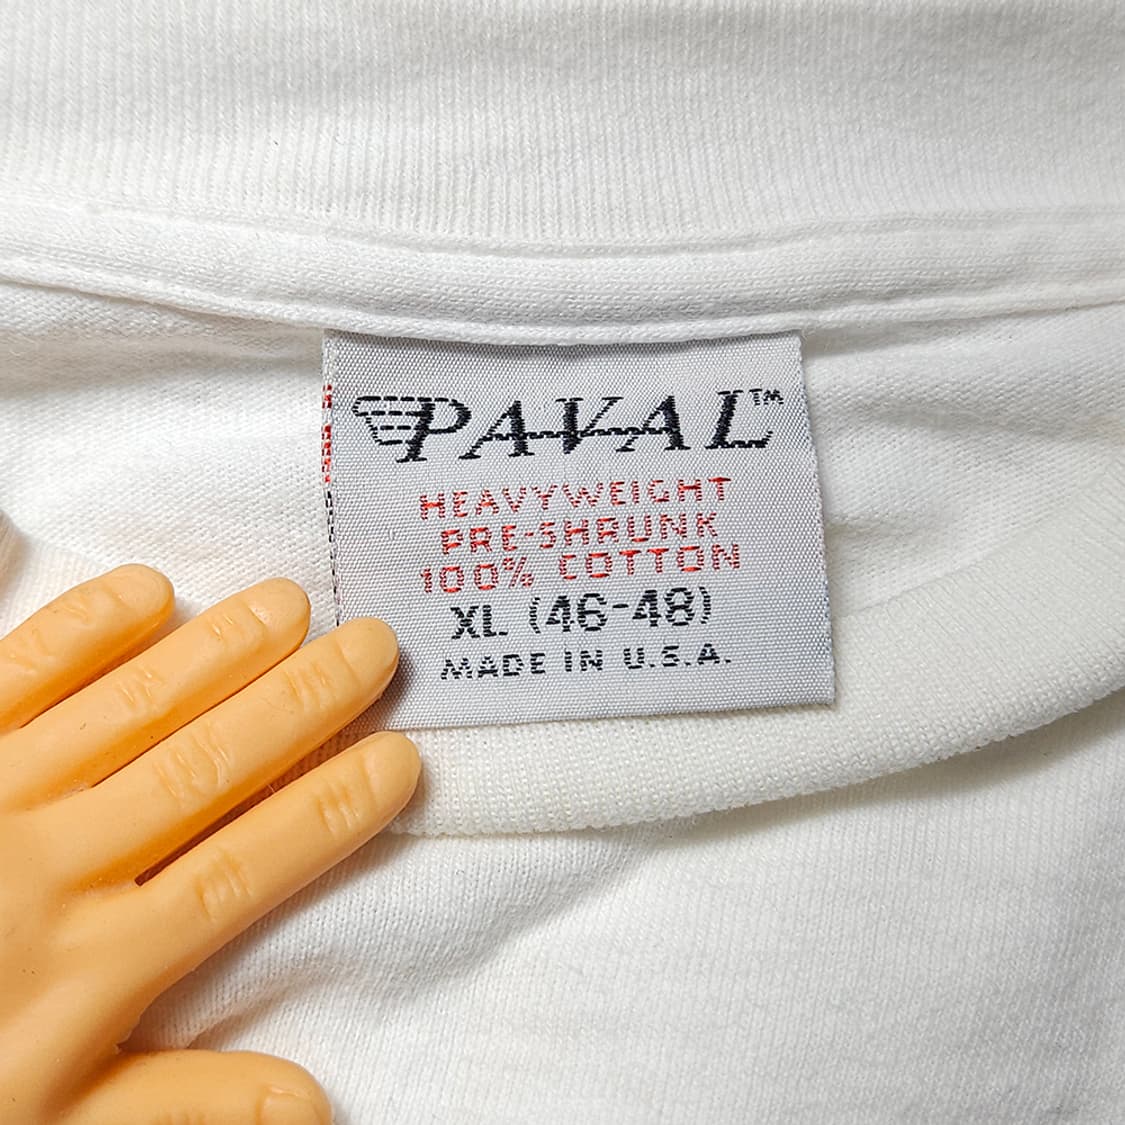 PAVAL™
HEAVYWEIGHT
PRE-SHRUNK
100% COTTON
XL (46-48)
MADE IN U.S.A.